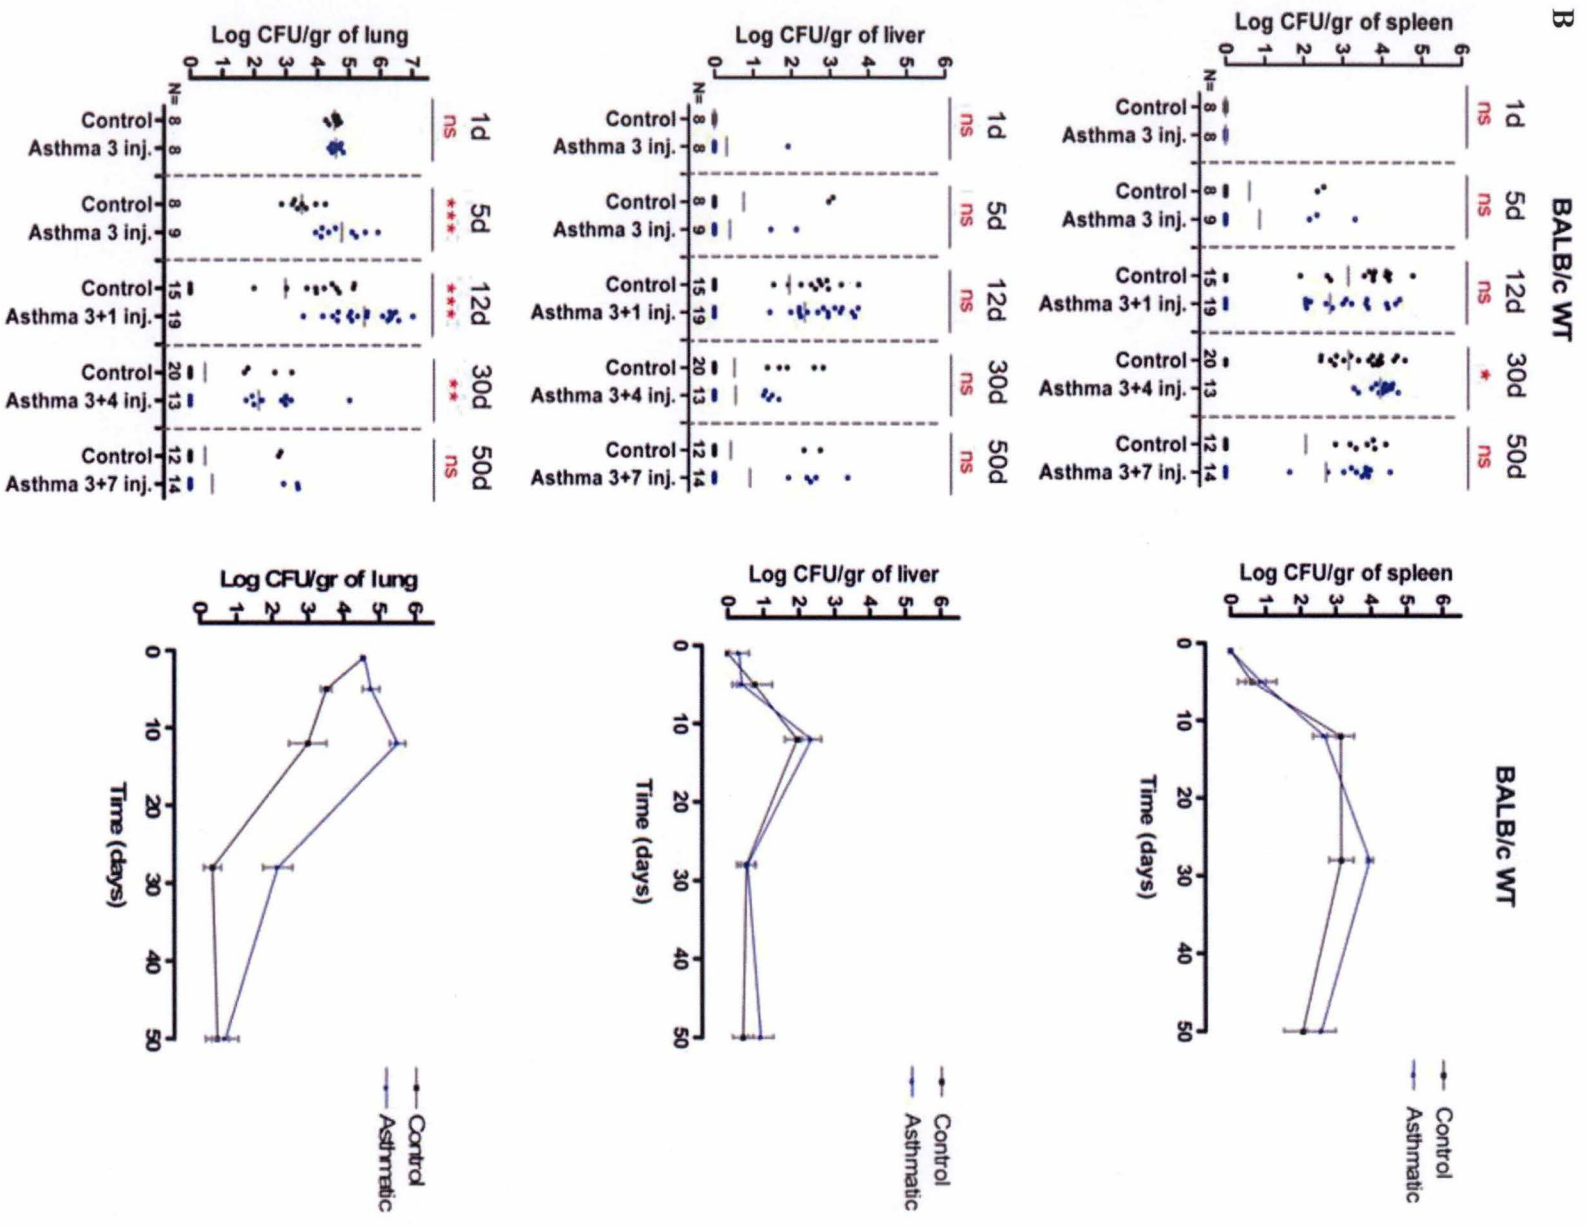 B
BALB/c WT
BALB/c WT
Log CFU/gr of spleen
0 1 2 3 4 5 6
1d 5d 12d 30d 50d
ns ns ns * ns
N= 8 8 8 9 15 19 20 13 12 14
Control
Asthma 3 inj.
Control
Asthma 3 inj.
Control
Asthma 3+1 inj.
Control
Asthma 3+4 inj.
Control
Asthma 3+7 inj.
Log CFU/gr of spleen
0 1 2 3 4 5 6
0 10 20 30 40 50
Time (days)
Control
Asthmatic
Log CFU/gr of liver
0 1 2 3 4 5 6
1d 5d 12d 30d 50d
ns ns ns ns ns
N= 8 8 8 9 15 19 20 13 12 14
Control
Asthma 3 inj.
Control
Asthma 3 inj.
Control
Asthma 3+1 inj.
Control
Asthma 3+4 inj.
Control
Asthma 3+7 inj.
Log CFU/gr of liver
0 1 2 3 4 5 6
0 10 20 30 40 50
Time (days)
Control
Asthmatic
Log CFU/gr of lung
0 1 2 3 4 5 6 7
1d 5d 12d 30d 50d
ns *** *** ** ns
N= 8 8 8 9 15 19 20 13 12 14
Control
Asthma 3 inj.
Control
Asthma 3 inj.
Control
Asthma 3+1 inj.
Control
Asthma 3+4 inj.
Control
Asthma 3+7 inj.
Log CFU/gr of lung
0 1 2 3 4 5 6
0 10 20 30 40 50
Time (days)
Control
Asthmatic